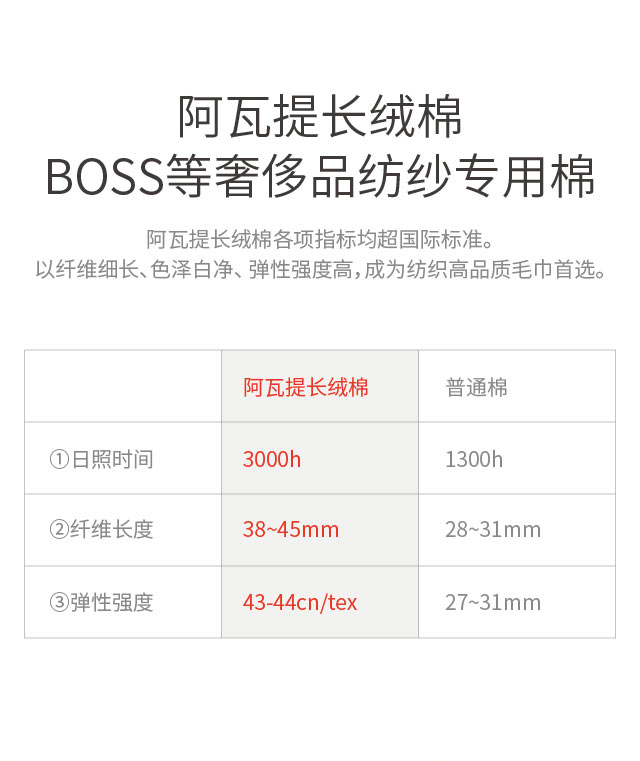 阿瓦提长绒棉
BOSS等奢侈品纺纱专用棉
阿瓦提长绒棉各项指标均超国际标准。
以纤维细长、色泽白净、弹性强度高，成为纺织高品质毛巾首选。
阿瓦提长绒棉 普通棉
①日照时间 3000h 1300h
②纤维长度 38~45mm 28~31mm
③弹性强度 43-44cn/tex 27~31mm